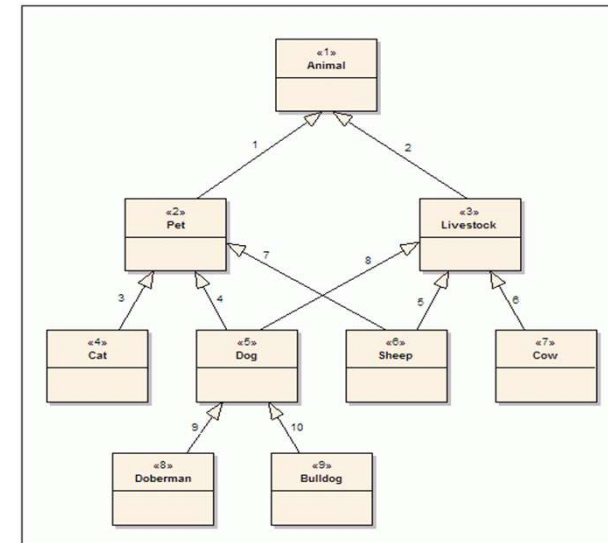 «1»
Animal
1
2
«2»
Pet
«3»
Livestock
7
8
3
4
5
6
«4»
Cat
«5»
Dog
«6»
Sheep
«7»
Cow
9
10
«8»
Doberman
«9»
Bulldog